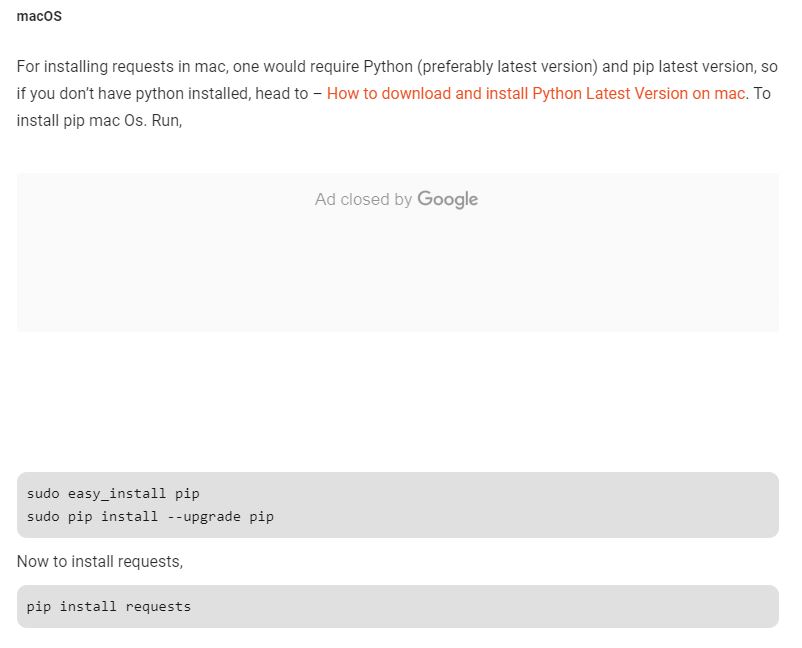 macOS
For installing requests in mac, one would require Python (preferably latest version) and pip latest version, so
if you don’t have python installed, head to – How to download and install Python Latest Version on mac. To
install pip mac Os. Run,
Ad closed by Google
sudo easy_install pip
sudo pip install --upgrade pip
Now to install requests,
pip install requests